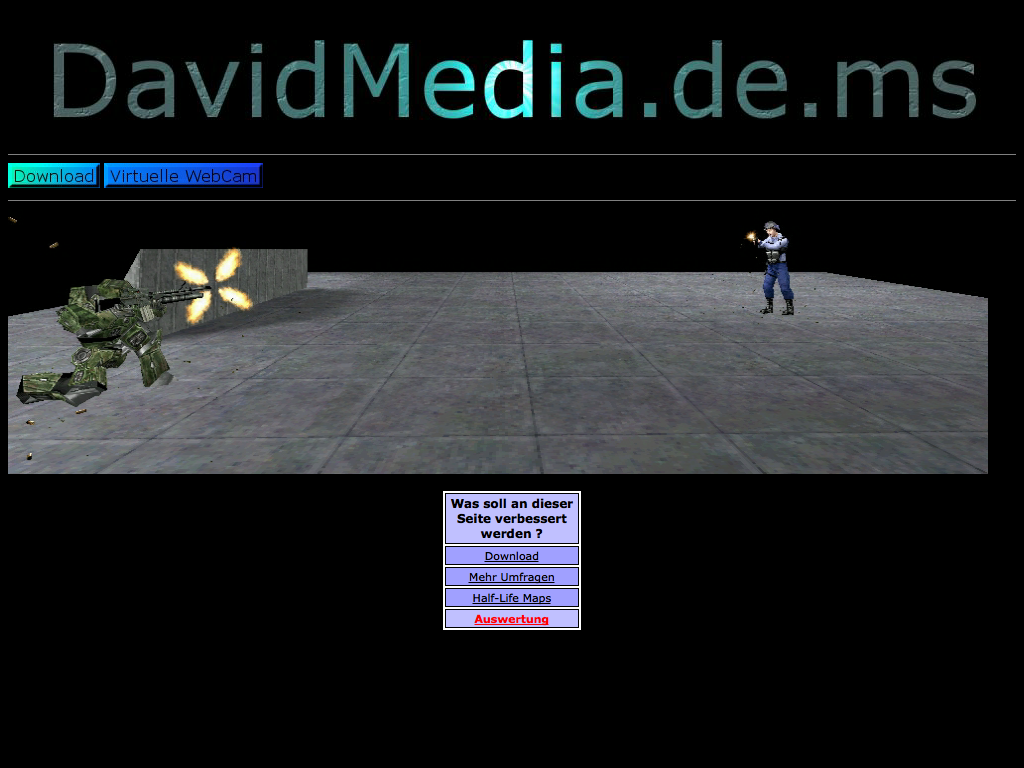 DavidMedia.de.ms
Download Virtuelle WebCam
Was soll an dieser
Seite verbessert
werden ?
Download
Mehr Umfragen
Half-Life Maps
Auswertung